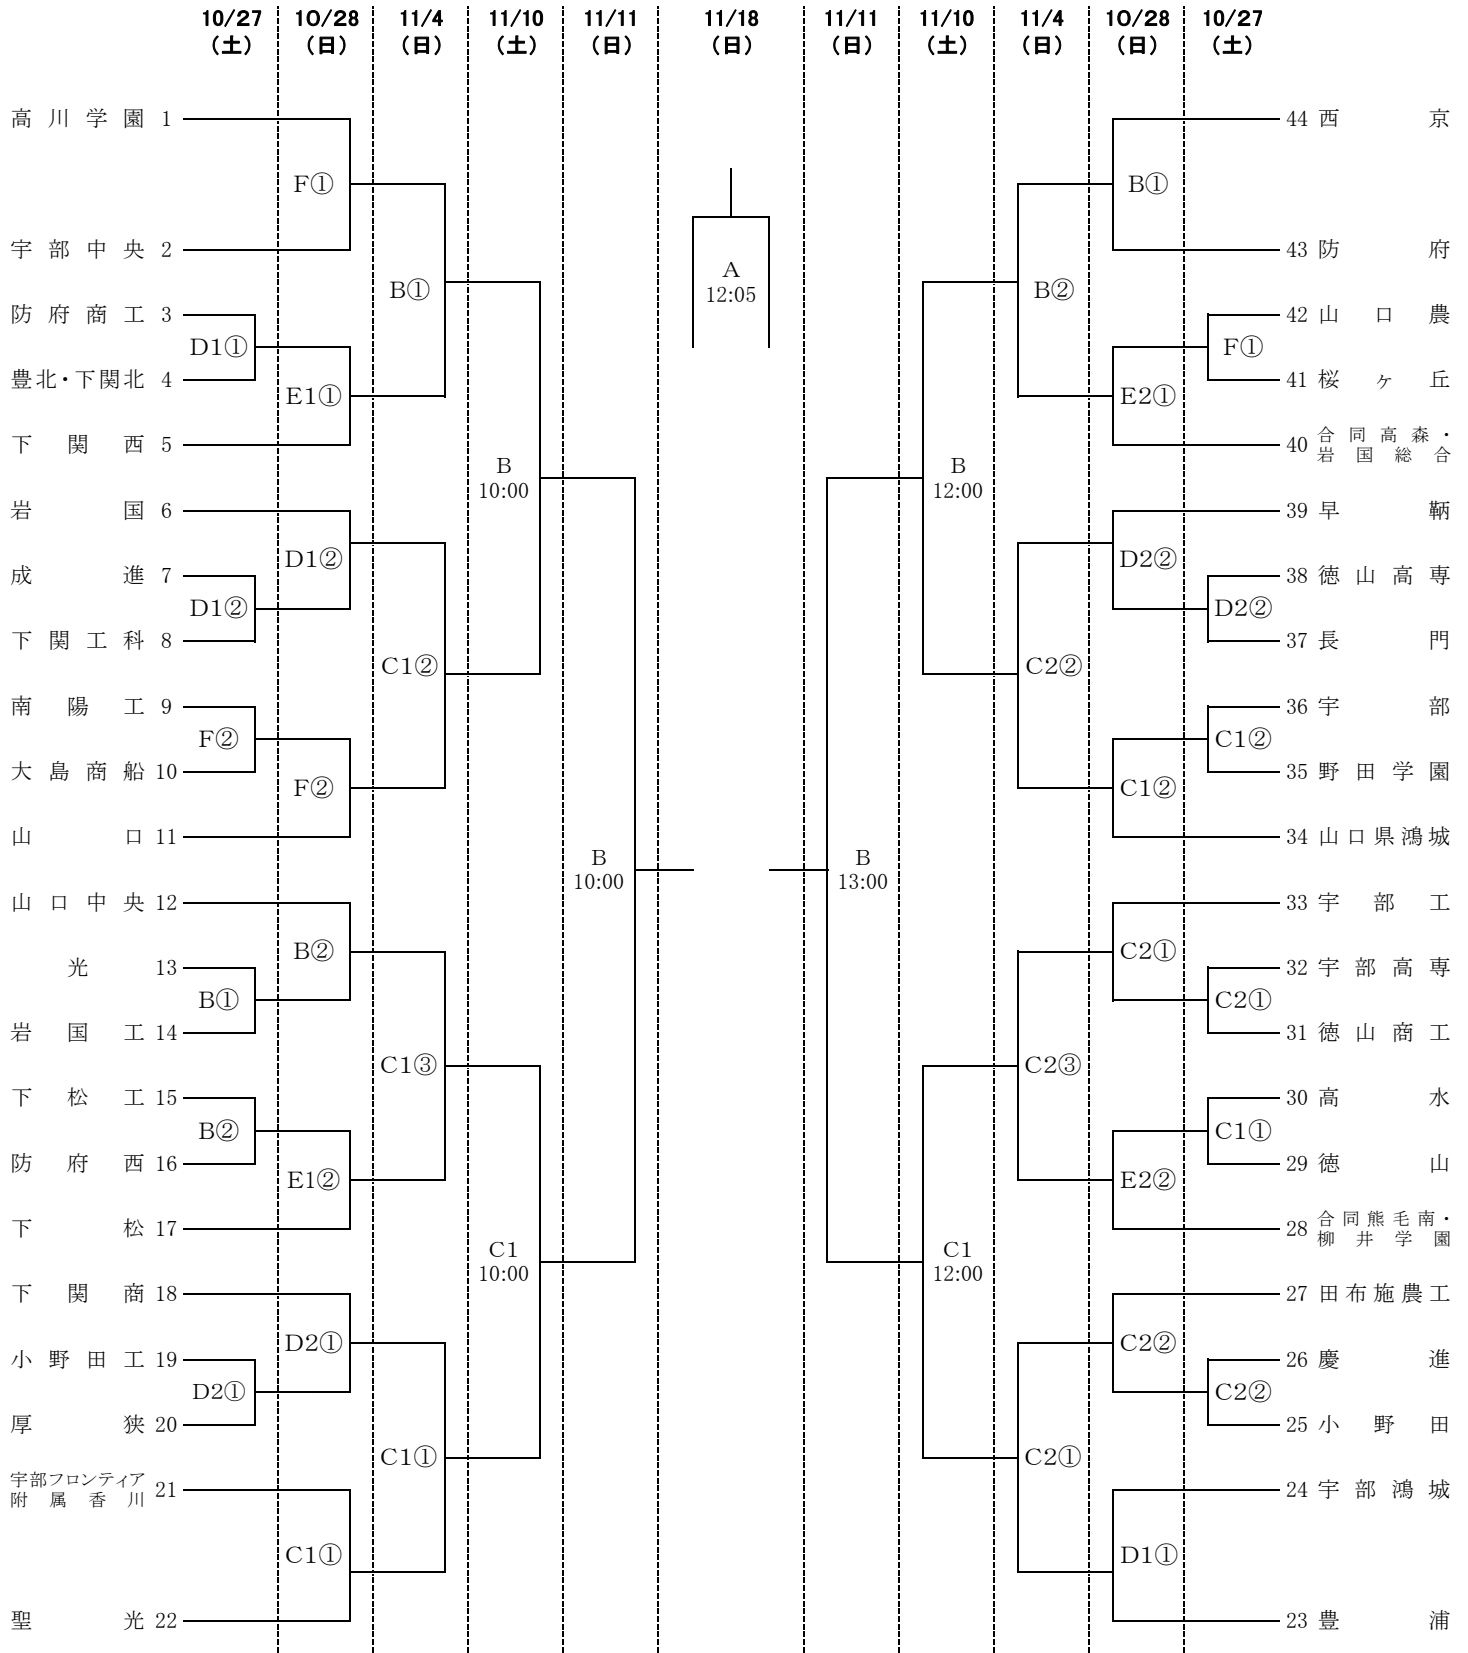 10/27 10/28 11/4 11/10 11/11 11/18 11/11 11/10 11/4 10/28 10/27
(土) (日) (日) (土) (日) (日) (日) (土) (日) (日) (土)
高川学園 1
44 西京
F①
B①
宇部中央 2
43 防府
A
12:05
B①
B②
防府商工 3
42 山口農
D1①
F①
豊北・下関北 4
41 桜ヶ丘
E1①
E2①
下関西 5
40 合同高森・
岩国総合
B
10:00
B
12:00
岩国 6
39 早鞆
D1②
D2②
成進 7
38 徳山高専
D1②
D2②
下関工科 8
37 長門
C1②
C2②
南陽工 9
36 宇部
F②
C1②
大島商船 10
35 野田学園
F②
C1②
山口 11
34 山口県鴻城
B
10:00
B
13:00
山口中央 12
33 宇部工
B②
C2①
光 13
32 宇部高専
B①
C2①
岩国工 14
31 徳山商工
C1③
C2③
下松工 15
30 高水
B②
C1①
防府西 16
29 徳山
E1②
E2②
下松 17
28 合同熊毛南・
柳井学園
C1
10:00
C1
12:00
下関商 18
27 田布施農工
D2①
C2②
小野田工 19
26 慶進
D2①
C2②
厚狭 20
25 小野田
C1①
C2①
宇部フロンティア
附属香川 21
24 宇部鴻城
C1①
D1①
聖光 22
23 豊浦